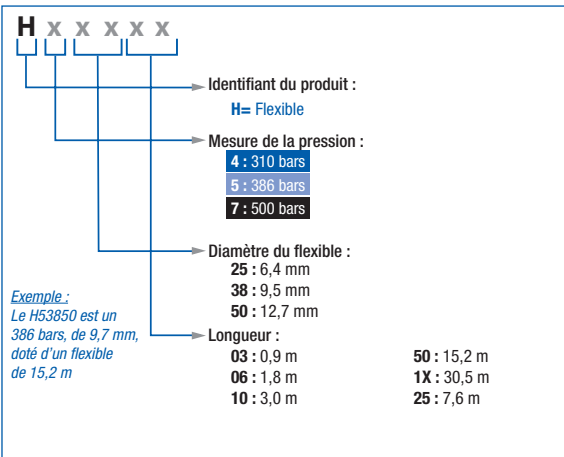 H x x x x x
Identifiant du produit :
H= Flexible
Mesure de la pression :
4 : 310 bars
5 : 386 bars
7 : 500 bars
Diamètre du flexible :
25 : 6,4 mm
38 : 9,5 mm
50 : 12,7 mm
Exemple :
Le H53850 est un
386 bars, de 9,7 mm,
doté d'un flexible
de 15,2 m
Longueur :
03 : 0,9 m
06 : 1,8 m
10 : 3,0 m
50 : 15,2 m
1X : 30,5 m
25 : 7,6 m